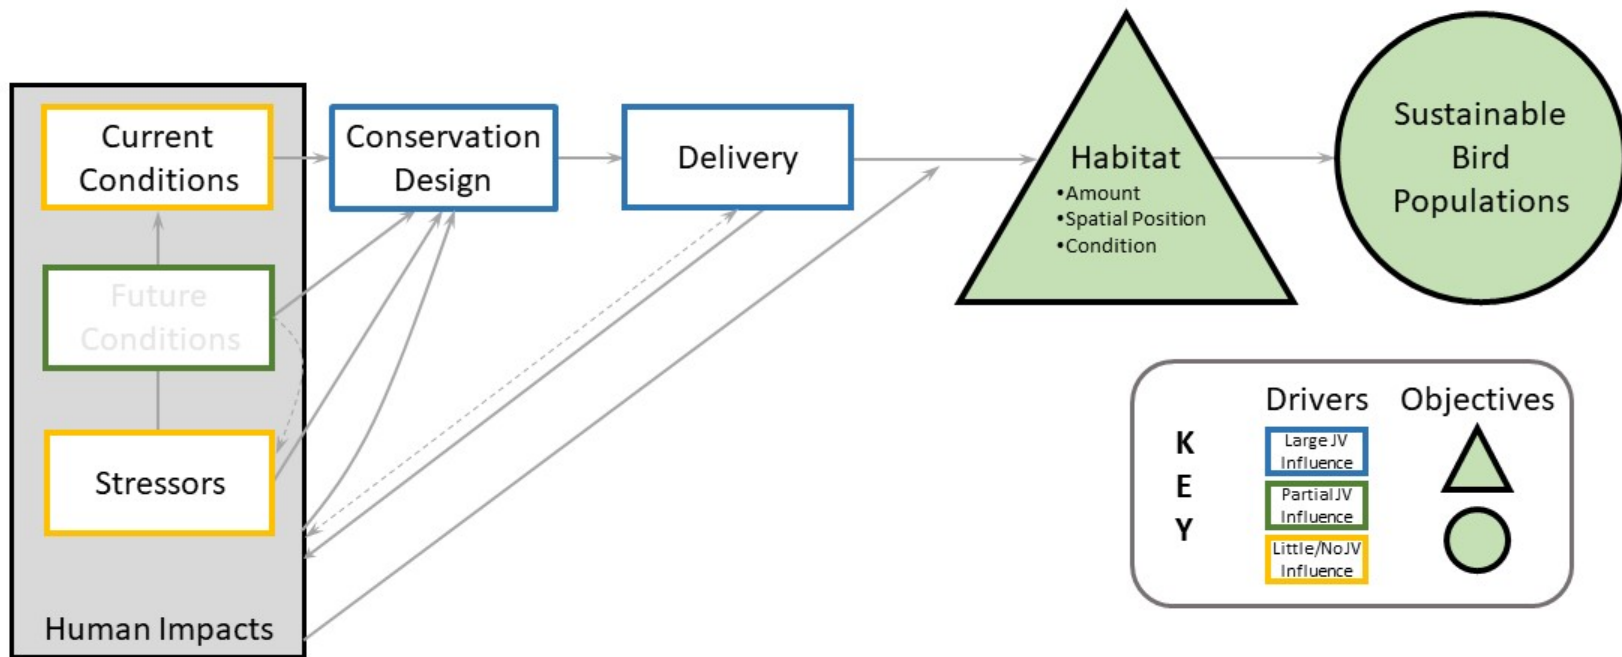 Current
Conditions
Conservation
Design
Delivery
Habitat
•Amount
•Spatial Position
•Condition
Sustainable
Bird
Populations
Future
Conditions
Stressors
Human Impacts
K
E
Y
Drivers
Large JV
Influence
Partial JV
Influence
Little/No JV
Influence
Objectives